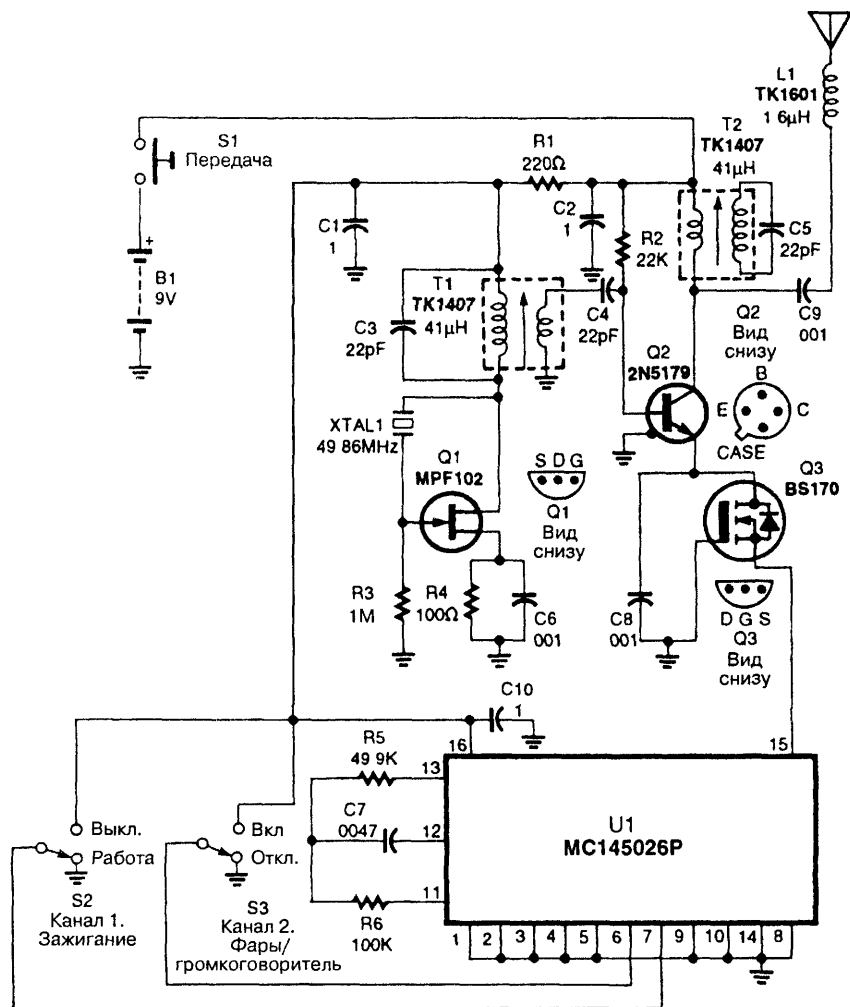 L1
TK1601
1 6µH
S1
Передача
R1
220Ω
T2
TK1407
41µH
C1
1
C2
1
R2
22K
C5
22pF
+
B1
9V
T1
TK1407
41µH
C3
22pF
C4
22pF
C9
001
Q2
Вид
снизу
B
E
C
CASE
Q2
2N5179
XTAL1
49 86MHz
Q1
MPF102
S D G
Q1
Вид
снизу
Q3
BS170
R3
1M
R4
100Ω
C6
001
C8
001
D G S
Q3
Вид
снизу
C10
1
16
15
R5
49 9K
13
C7
0047
12
U1
MC145026P
R6
100K
11
Выкл.
Работа
S2
Канал 1.
Зажигание
Вкл
Откл.
S3
Канал 2.
Фары/
громкоговоритель
1 2 3 4 5 6 7 9 10 14 8